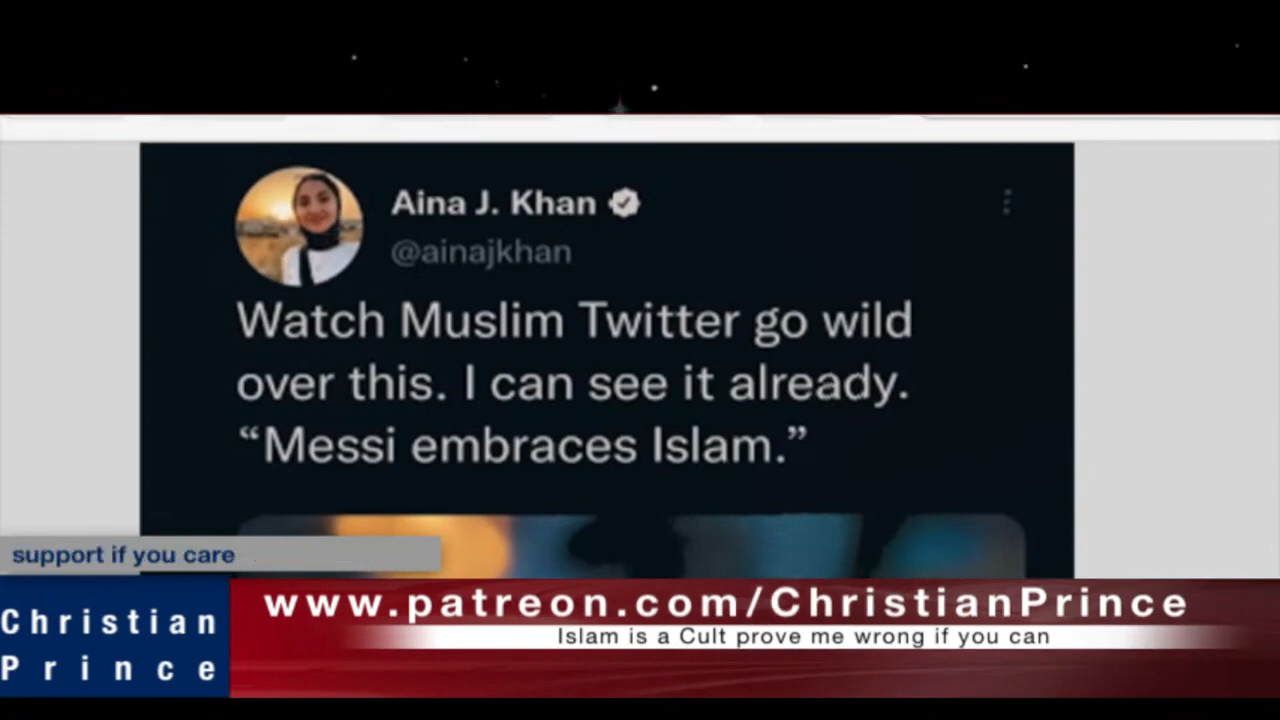 Aina J. Khan
@ainajkhan
Watch Muslim Twitter go wild
over this. I can see it already.
“Messi embraces Islam.”
support if you care
Christian
Prince
www.patreon.com/ChristianPrince
Islam is a Cult prove me wrong if you can